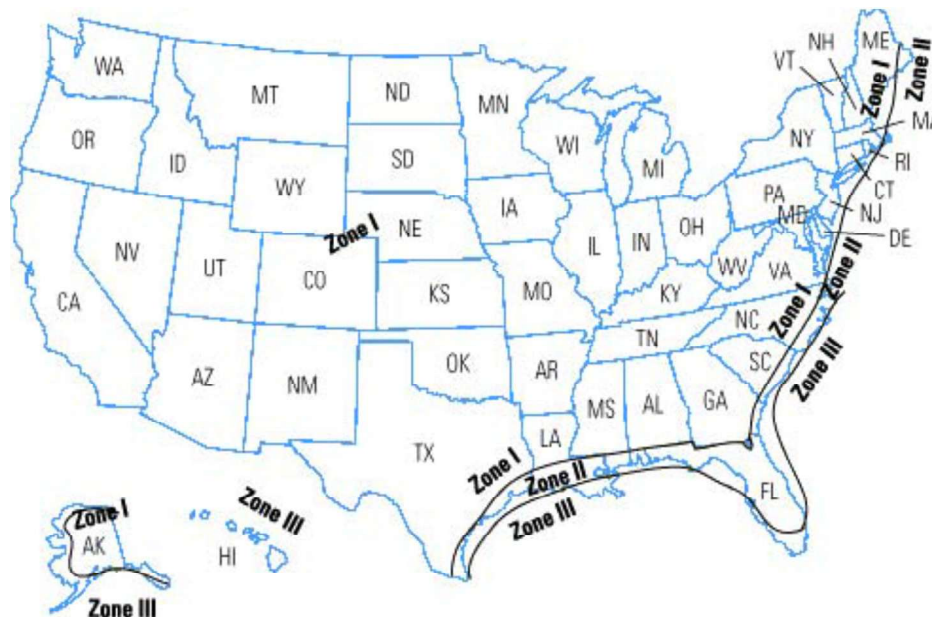 WA
OR
CA
NV
ID
MT
WY
UT
AZ
CO
NM
ND
SD
NE
KS
OK
TX
MN
IA
MO
AR
LA
WI
IL
MS
MI
IN
KY
TN
AL
OH
WV
VA
NC
SC
GA
FL
PA
NY
VT
NH
ME
MA
RI
CT
NJ
DE
MD
AK
HI
Zone I
Zone I
Zone II
Zone I
Zone II
Zone III
Zone I
Zone II
Zone III
Zone I
Zone III
Zone III